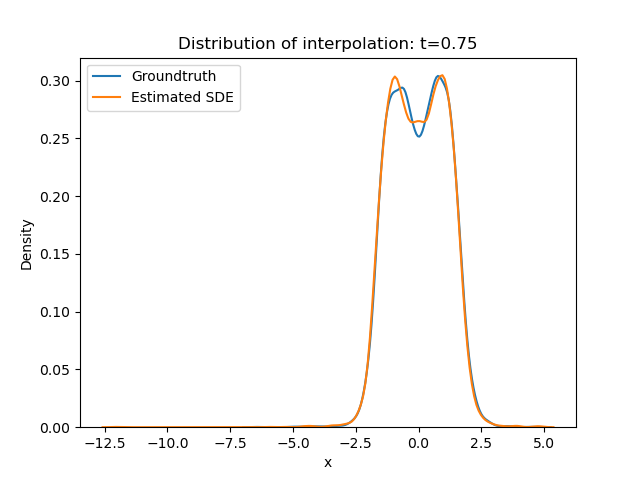 Distribution of interpolation: t=0.75
Groundtruth
Estimated SDE
Density
0.30
0.25
0.20
0.15
0.10
0.05
0.00
−12.5 −10.0 −7.5 −5.0 −2.5 0.0 2.5 5.0
x